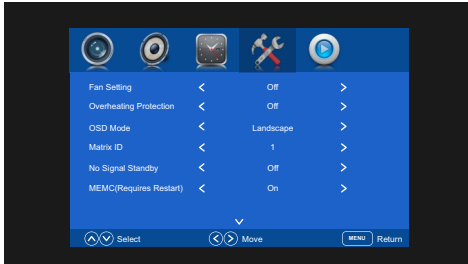 Fan Setting Off
Overheating Protection Off
OSD Mode Landscape
Matrix ID 1
No Signal Standby Off
MEMC(Requires Restart) On
Select Move MENU Return